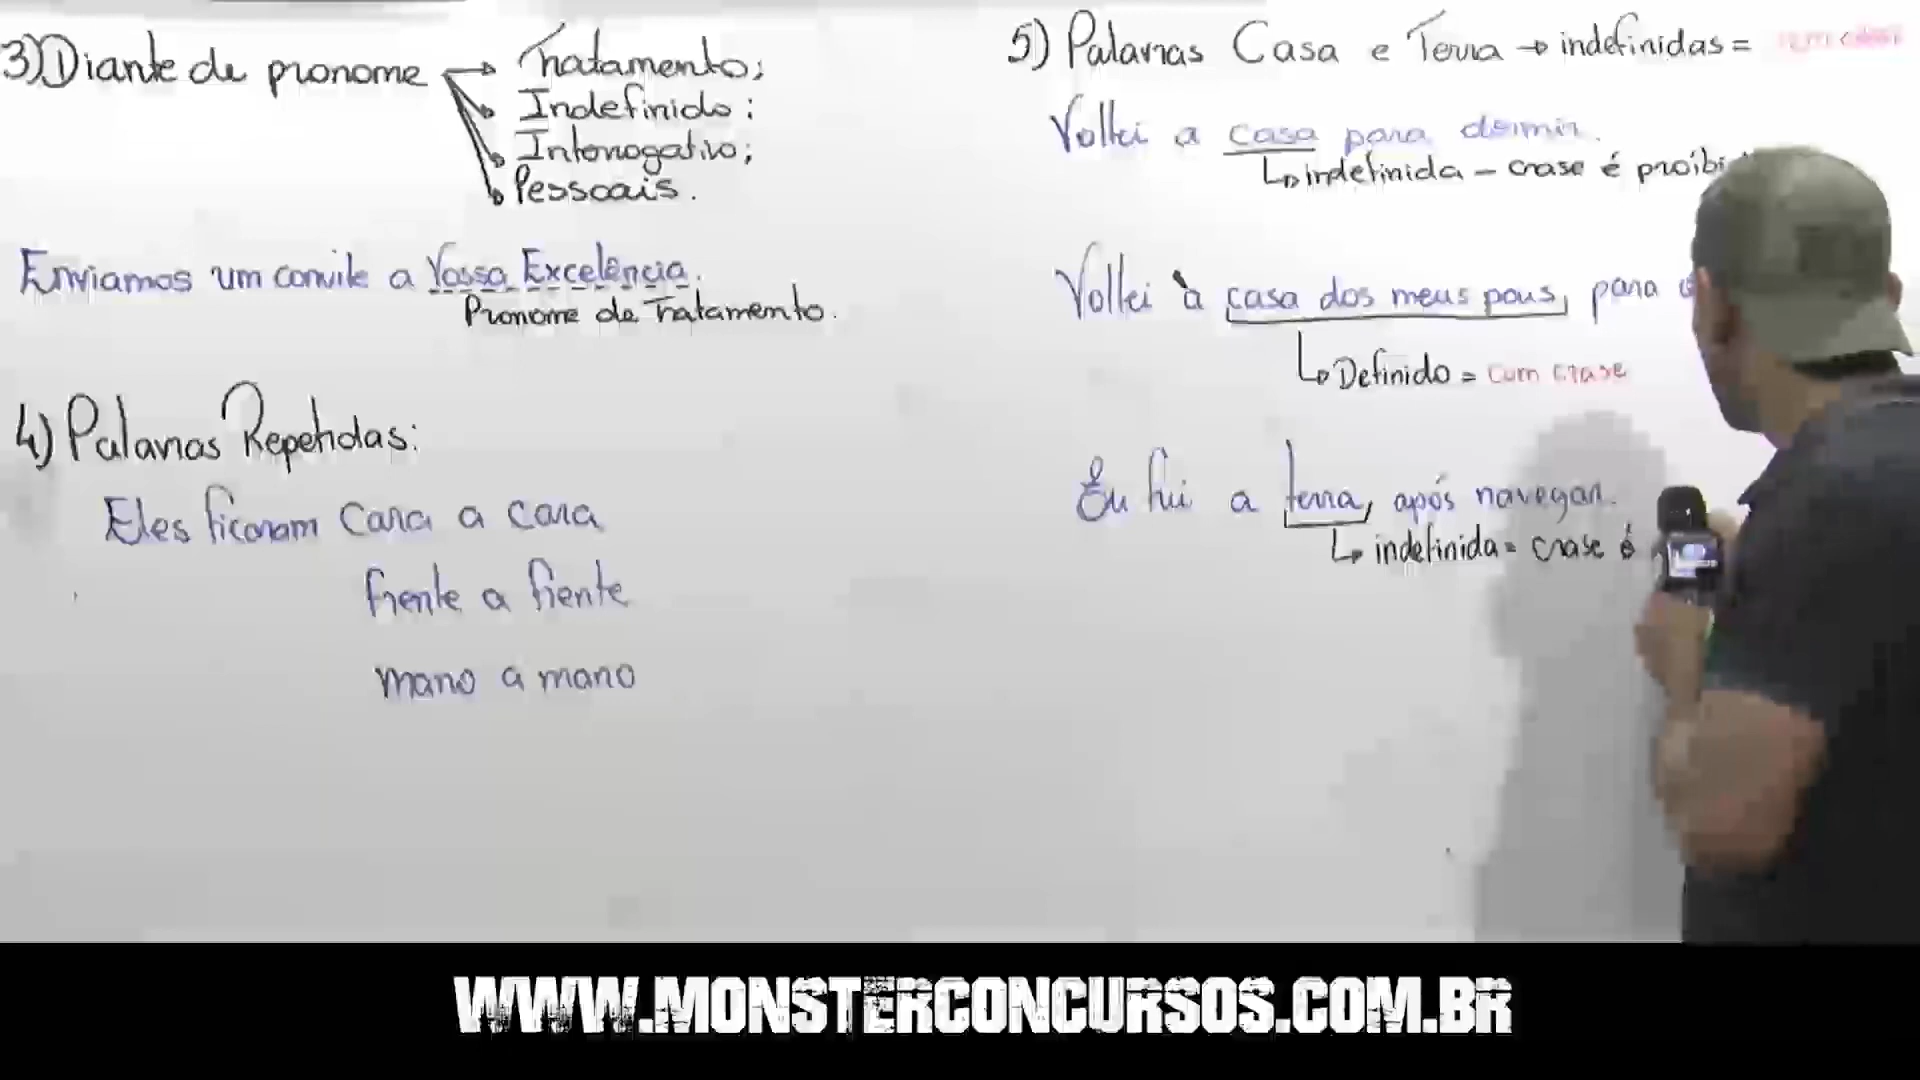 3) Diante de pronome → Tratamento;
Indefinido;
Interrogativo;
Pessoais.
Enviamos um convite a Vossa Excelência.
Pronome de Tratamento.
4) Palavras Repetidas:
Eles ficaram cara a cara
frente a frente
mano a mano
5) Palavras Casa e Terra → indefinidas =
Voltei a casa para dormir.
indefinida - crase é
Voltei à casa dos meus pais, para
Definido = com crase
Eu fui a terra, após navegar.
indefinida = crase é
WWW.MONSTERCONCURSOS.COM.BR